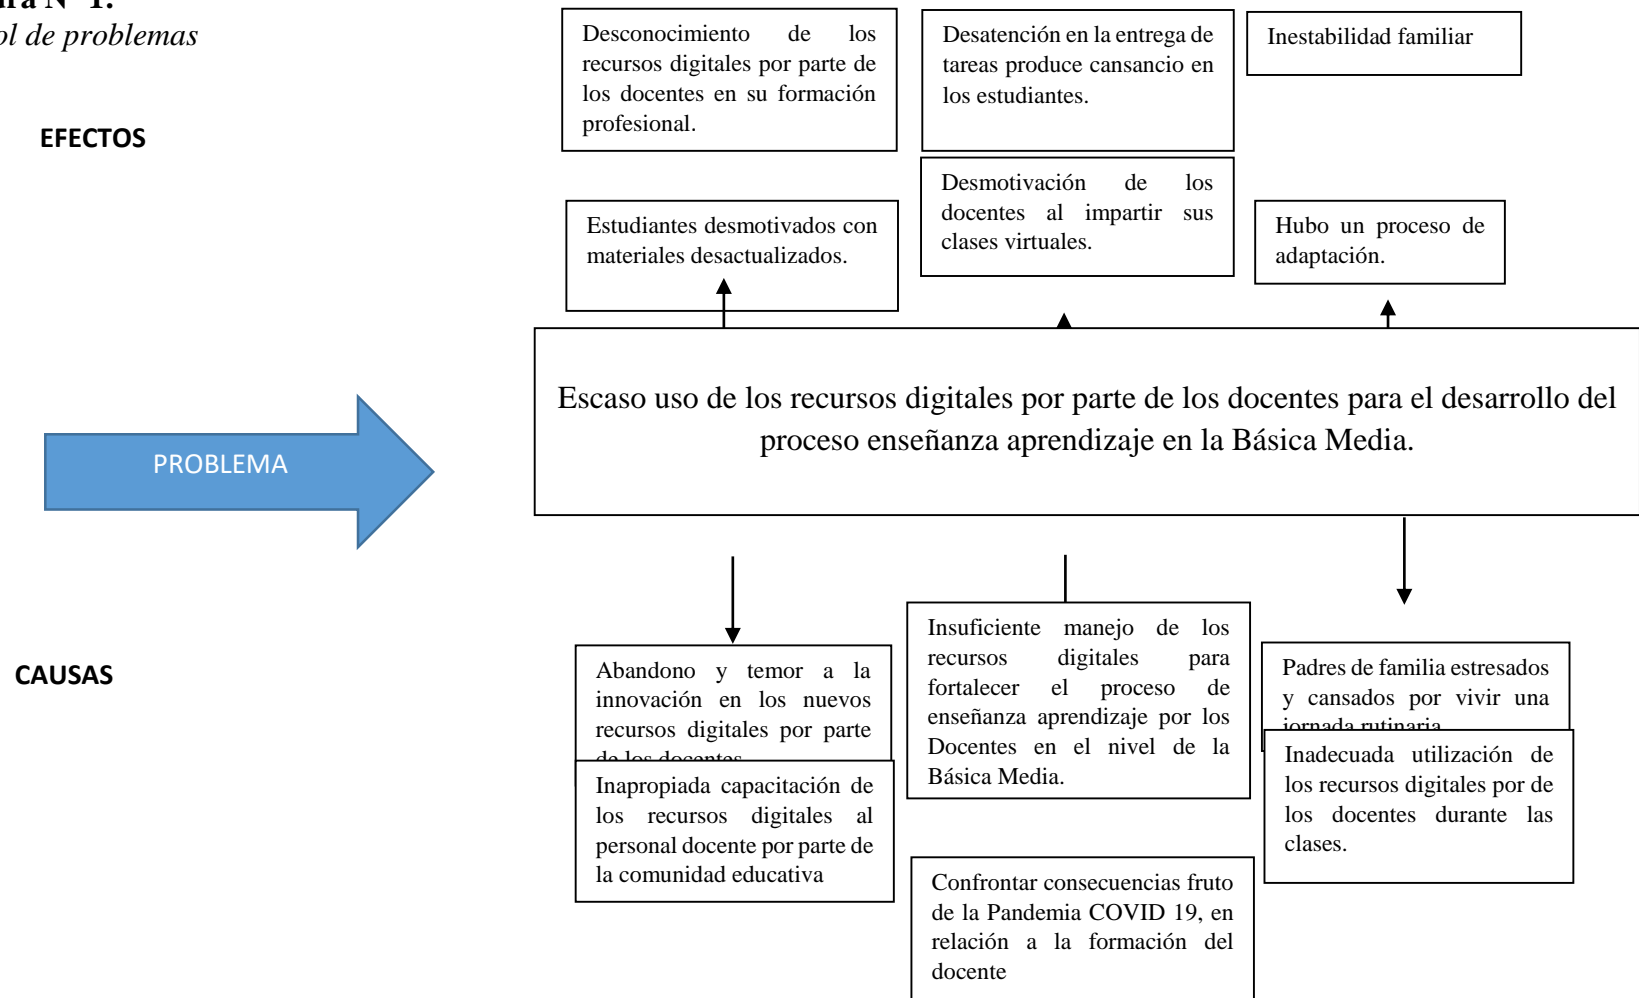 N° 1.
de problemas
Desconocimiento de los
recursos digitales por parte de
los docentes en su formación
profesional.
Desatención en la entrega de
tareas produce cansancio en
los estudiantes.
Inestabilidad familiar
EFECTOS
Estudiantes desmotivados con
materiales desactualizados.
Desmotivación de los
docentes al impartir sus
clases virtuales.
Hubo un proceso de
adaptación.
Escaso uso de los recursos digitales por parte de los docentes para el desarrollo del
proceso enseñanza aprendizaje en la Básica Media.
PROBLEMA
CAUSAS
Abandono y temor a la
innovación en los nuevos
recursos digitales por parte
de los docentes
Insuficiente manejo de los
recursos digitales para
fortalecer el proceso de
enseñanza aprendizaje por los
Docentes en el nivel de la
Básica Media.
Padres de familia estresados
y cansados por vivir una
jornada rutinaria
Inapropiada capacitación de
los recursos digitales al
personal docente por parte de
la comunidad educativa
Confrontar consecuencias fruto
de la Pandemia COVID 19, en
relación a la formación del
docente
Inadecuada utilización de
los recursos digitales por de
los docentes durante las
clases.